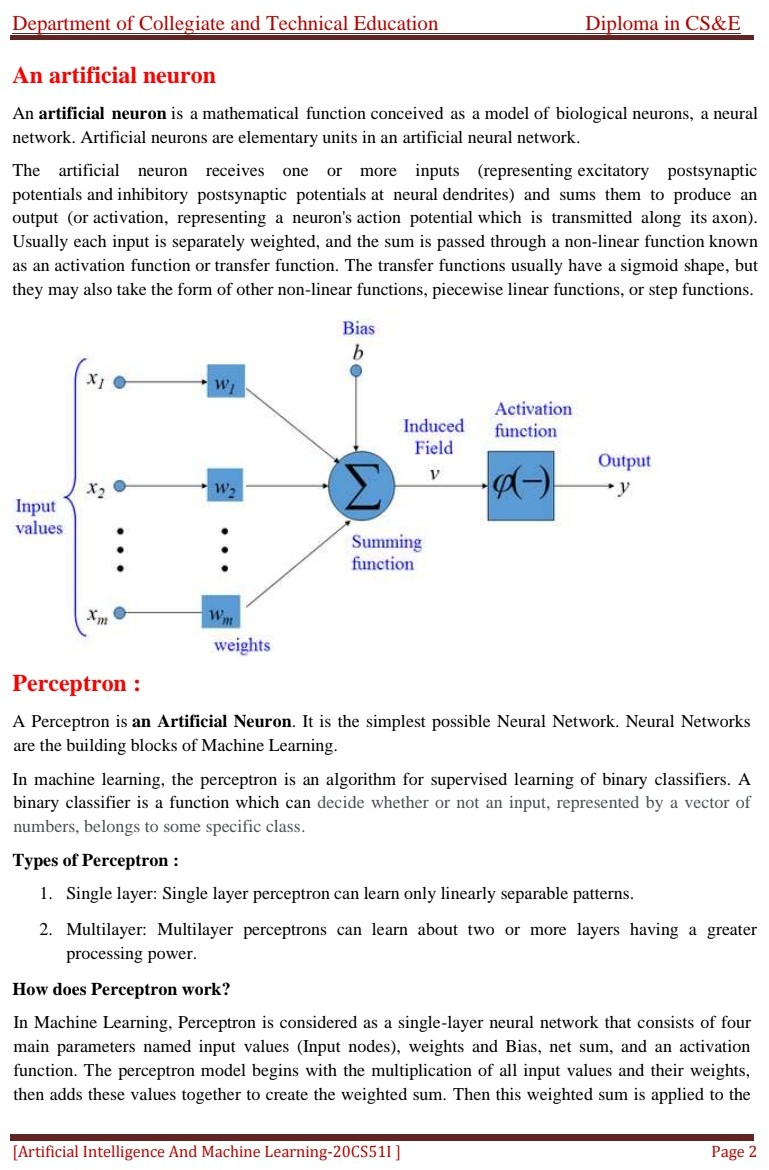 Department of Collegiate and Technical Education Diploma in CS&E
An artificial neuron
An artificial neuron is a mathematical function conceived as a model of biological neurons, a neural
network. Artificial neurons are elementary units in an artificial neural network.
The artificial neuron receives one or more inputs (representing excitatory postsynaptic
potentials and inhibitory postsynaptic potentials at neural dendrites) and sums them to produce an
output (or activation, representing a neuron's action potential which is transmitted along its axon).
Usually each input is separately weighted, and the sum is passed through a non-linear function known
as an activation function or transfer function. The transfer functions usually have a sigmoid shape, but
they may also take the form of other non-linear functions, piecewise linear functions, or step functions.
Bias
b
x1 w1
Activation
function
Induced
Field
v
Output
y
x2 w2 Σ φ(−)
Input
values
Summing
function
xm wm
weights
Perceptron :
A Perceptron is an Artificial Neuron. It is the simplest possible Neural Network. Neural Networks
are the building blocks of Machine Learning.
In machine learning, the perceptron is an algorithm for supervised learning of binary classifiers. A
binary classifier is a function which can decide whether or not an input, represented by a vector of
numbers, belongs to some specific class.
Types of Perceptron :
1. Single layer: Single layer perceptron can learn only linearly separable patterns.
2. Multilayer: Multilayer perceptrons can learn about two or more layers having a greater
processing power.
How does Perceptron work?
In Machine Learning, Perceptron is considered as a single-layer neural network that consists of four
main parameters named input values (Input nodes), weights and Bias, net sum, and an activation
function. The perceptron model begins with the multiplication of all input values and their weights,
then adds these values together to create the weighted sum. Then this weighted sum is applied to the
[Artificial Intelligence And Machine Learning-20CS51I ] Page 2